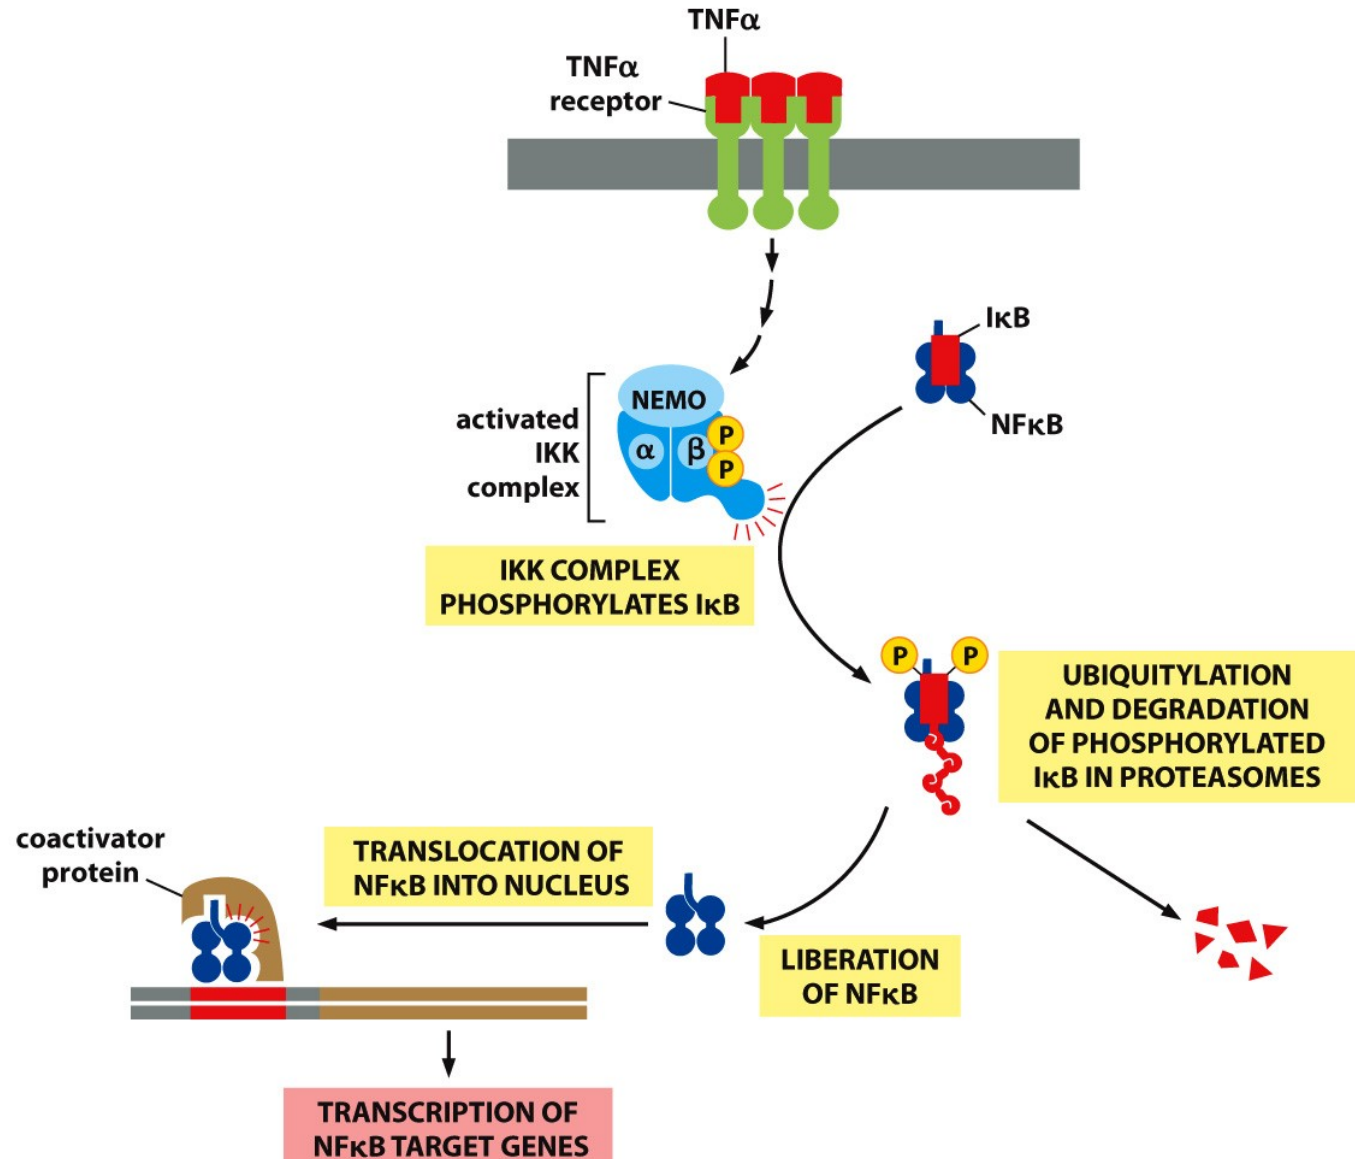 TNFα
TNFα
receptor
IκB
NFκB
NEMO
activated
IKK
complex
α
β
P
P
IKK COMPLEX
PHOSPHORYLATES IκB
P
P
UBIQUITYLATION
AND DEGRADATION
OF PHOSPHORYLATED
IκB IN PROTEASOMES
coactivator
protein
TRANSLOCATION OF
NFκB INTO NUCLEUS
LIBERATION
OF NFκB
TRANSCRIPTION OF
NFκB TARGET GENES